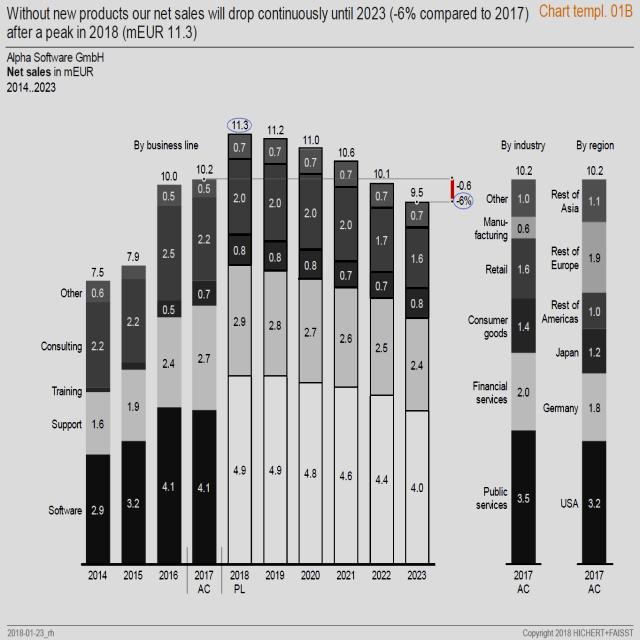 Without new products our net sales will drop continuously until 2023 (-6% compared to 2017)
after a peak in 2018 (mEUR 11.3)
Chart templ. 01B
Alpha Software GmbH
Net sales in mEUR
2014..2023
By business line
7.5 7.9 10.0 10.2 11.3 11.2 11.0 10.6 10.1 9.5
-0.6
-6%
Other 0.6 0.5 0.5 0.7 0.7 0.7 0.7 0.7 0.7
Consulting 2.2 2.2 2.5 2.2 2.0 2.0 2.0 2.0 1.7 1.6
Training 0.5 0.7 0.8 0.8 0.8 0.7 0.7 0.8
Support 1.6 1.9 2.4 2.7 2.9 2.8 2.7 2.6 2.5 2.4
Software 2.9 3.2 4.1 4.1 4.9 4.9 4.8 4.6 4.4 4.0
2014 2015 2016 2017 2018 2019 2020 2021 2022 2023
AC PL
By industry
10.2
Other 1.0
Manu-
facturing 0.6
Retail 1.6
Consumer
goods 1.4
Financial
services 2.0
Public
services 3.5
2017
AC
By region
10.2
Rest of
Asia 1.1
Rest of
Europe 1.9
Rest of
Americas 1.0
Japan 1.2
Germany 1.8
USA 3.2
2017
AC
2018-01-23_rh
Copyright 2018 HICHERT+FAISST